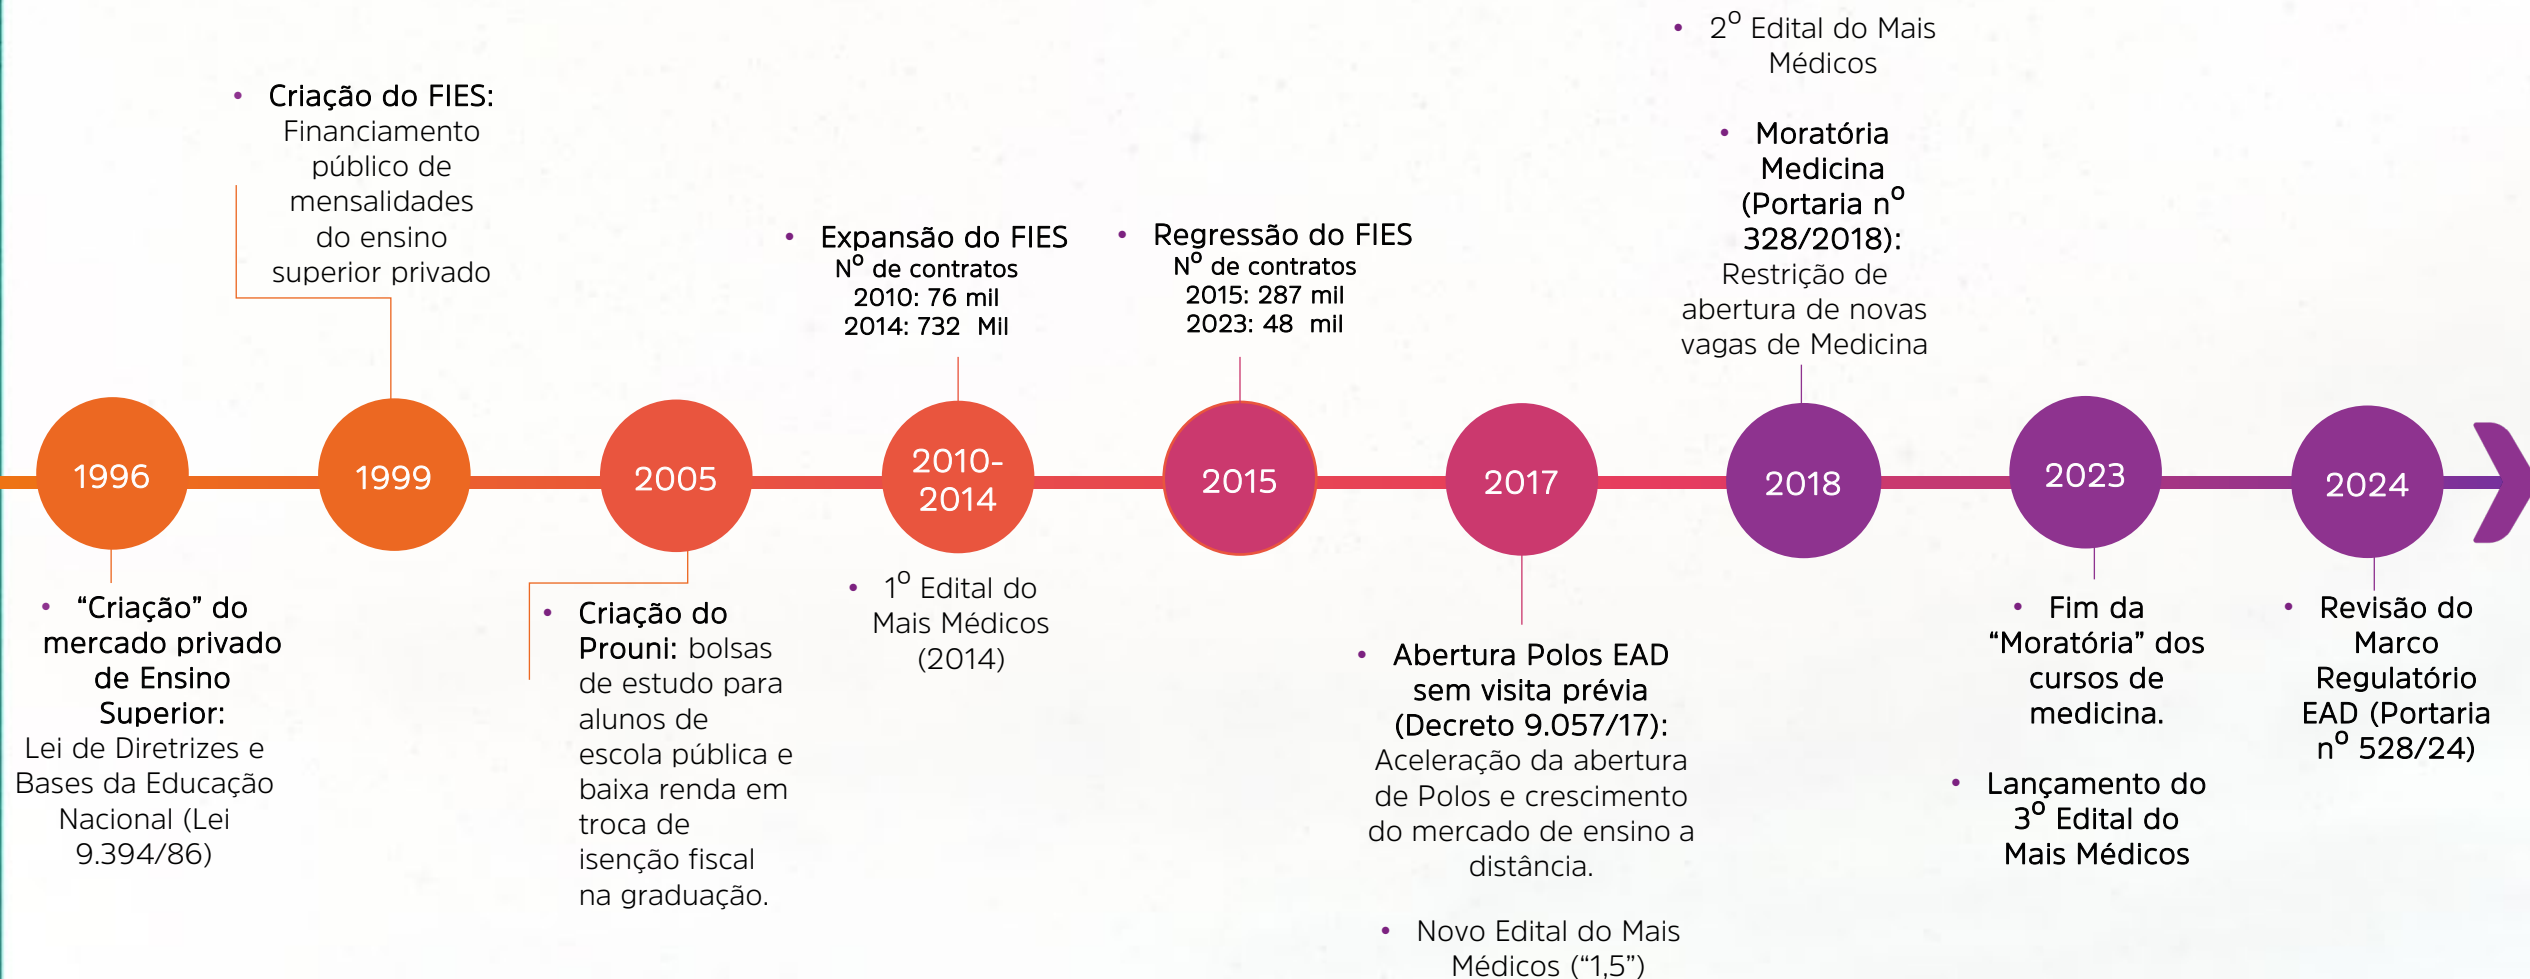 • Criação do FIES:
Financiamento
público de
mensalidades
do ensino
superior privado
• Expansão do FIES
Nº de contratos
2010: 76 mil
2014: 732 Mil
• Regressão do FIES
Nº de contratos
2015: 287 mil
2023: 48 mil
• 2º Edital do Mais
Médicos
• Moratória
Medicina
(Portaria nº
328/2018):
Restrição de
abertura de novas
vagas de Medicina
1996
1999
2005
2010-
2014
2015
2017
2018
2023
2024
• “Criação” do
mercado privado
de Ensino
Superior:
Lei de Diretrizes e
Bases da Educação
Nacional (Lei
9.394/86)
• Criação do
Prouni: bolsas
de estudo para
alunos de
escola pública e
baixa renda em
troca de
isenção fiscal
na graduação.
• 1º Edital do
Mais Médicos
(2014)
• Abertura Polos EAD
sem visita prévia
(Decreto 9.057/17):
Aceleração da abertura
de Polos e crescimento
do mercado de ensino a
distância.
• Novo Edital do Mais
Médicos (“1,5”)
• Fim da
“Moratória” dos
cursos de
medicina.
• Lançamento do
3º Edital do
Mais Médicos
• Revisão do
Marco
Regulatório
EAD (Portaria
nº 528/24)